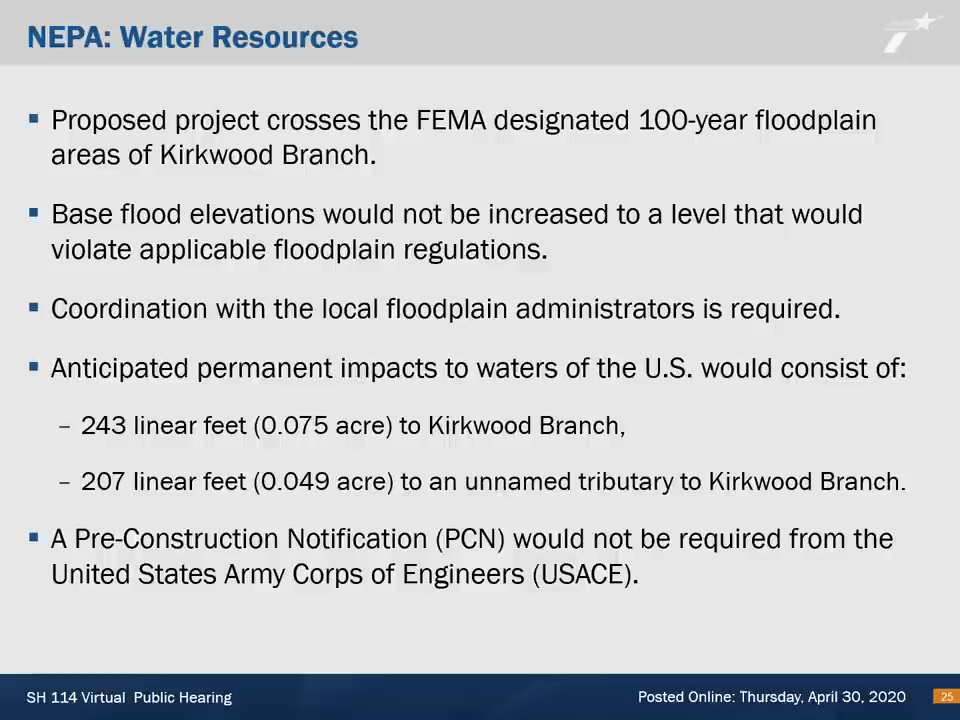 NEPA: Water Resources
▪ Proposed project crosses the FEMA designated 100-year floodplain
areas of Kirkwood Branch.
▪ Base flood elevations would not be increased to a level that would
violate applicable floodplain regulations.
▪ Coordination with the local floodplain administrators is required.
▪ Anticipated permanent impacts to waters of the U.S. would consist of:
– 243 linear feet (0.075 acre) to Kirkwood Branch,
– 207 linear feet (0.049 acre) to an unnamed tributary to Kirkwood Branch.
▪ A Pre-Construction Notification (PCN) would not be required from the
United States Army Corps of Engineers (USACE).
SH 114 Virtual Public Hearing
Posted Online: Thursday, April 30, 2020
25